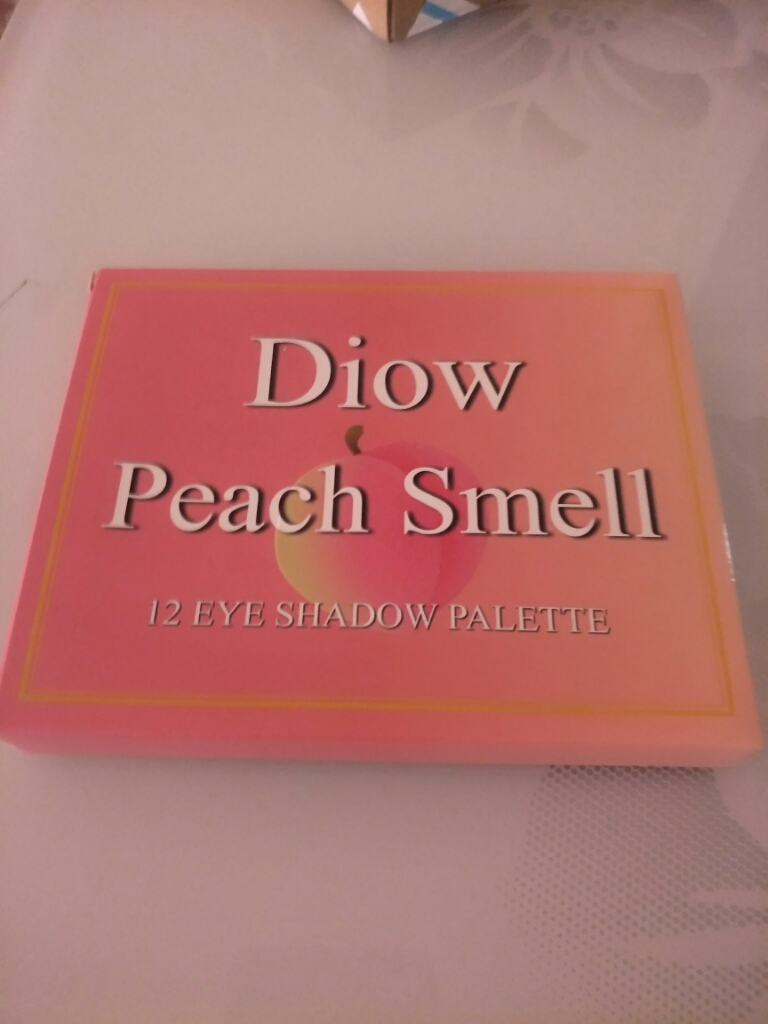 Diow
Peach Smell
12 EYE SHADOW PALETTE